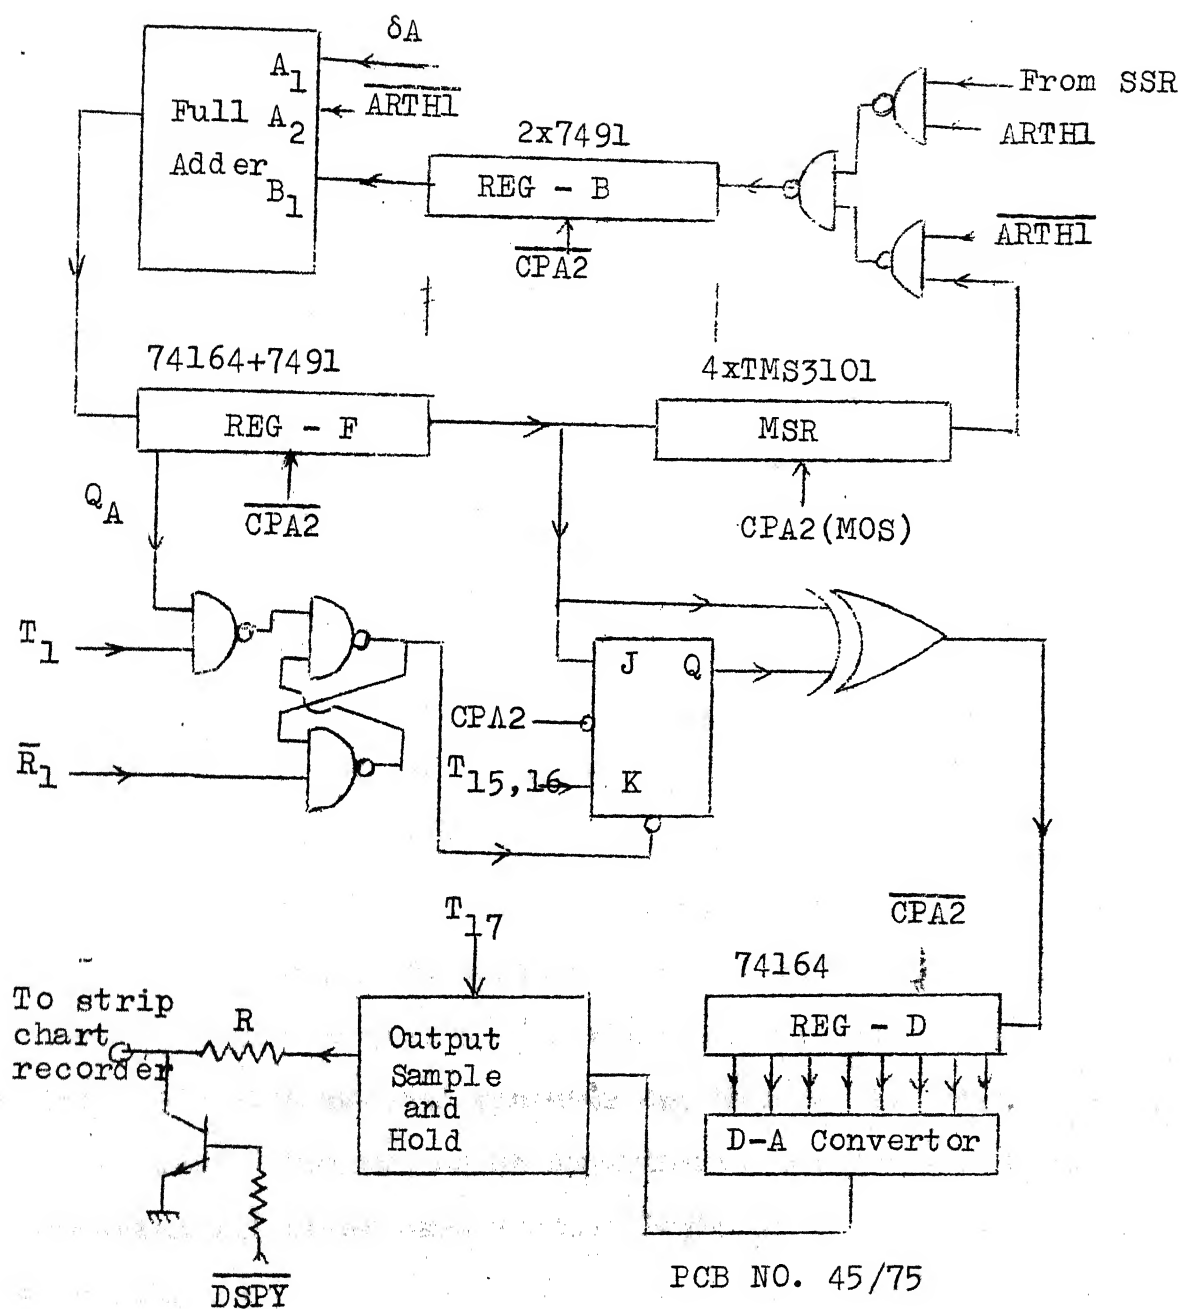 δA
A1
Full A2
Adder B1
ARTH1
From SSR
ARTH1
2x7491
REG - B
CPA2
ARTH1
74164+7491
REG - F
4xTMS3101
MSR
QA
CPA2
CPA2(MOS)
T1
J Q
CPA2
R̅1
T15,16
K
T17
CPA2
74164
REG - D
To strip
chart
recorder
R
Output
Sample
and
Hold
D-A Convertor
DSPY
PCB NO. 45/75